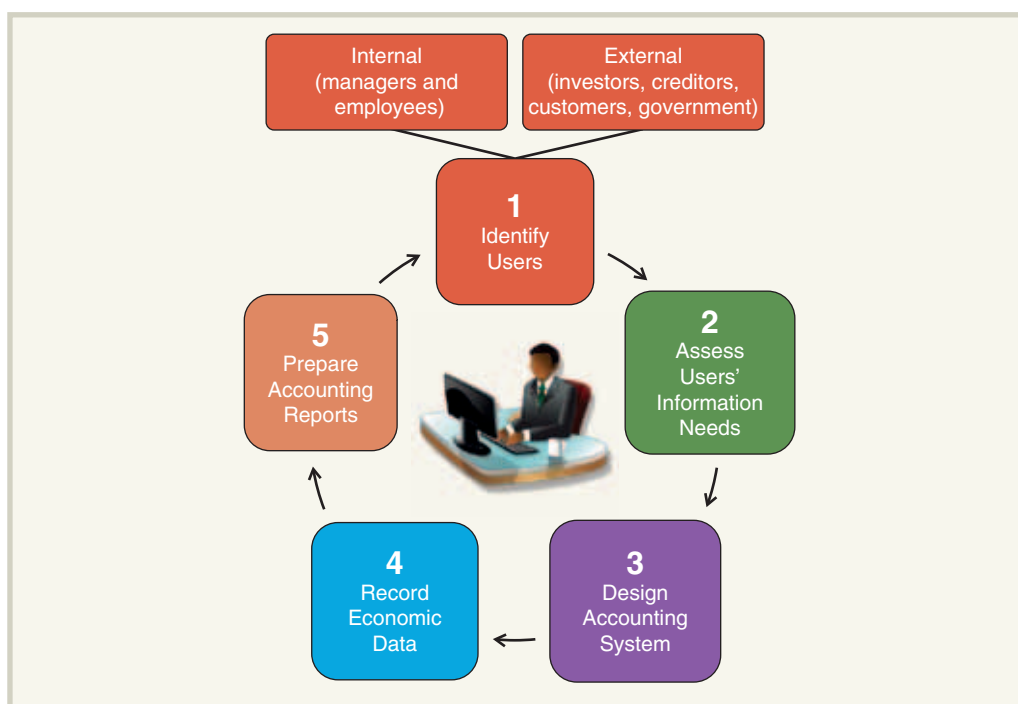 Internal
(managers and
employees)
External
(investors, creditors,
customers, government)
1
Identify
Users
2
Assess
Users’
Information
Needs
3
Design
Accounting
System
4
Record
Economic
Data
5
Prepare
Accounting
Reports